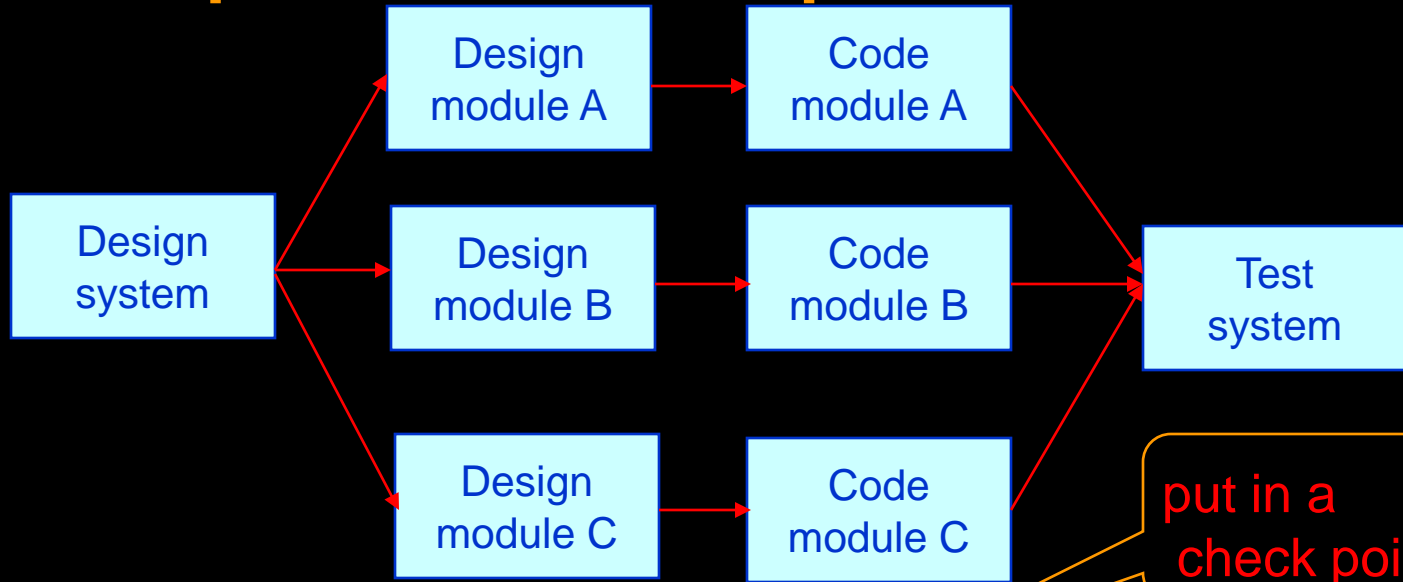 Design
module A
Code
module A
Design
system
Design
module B
Code
module B
Test
system
Design
module C
Code
module C
put in a
check poi